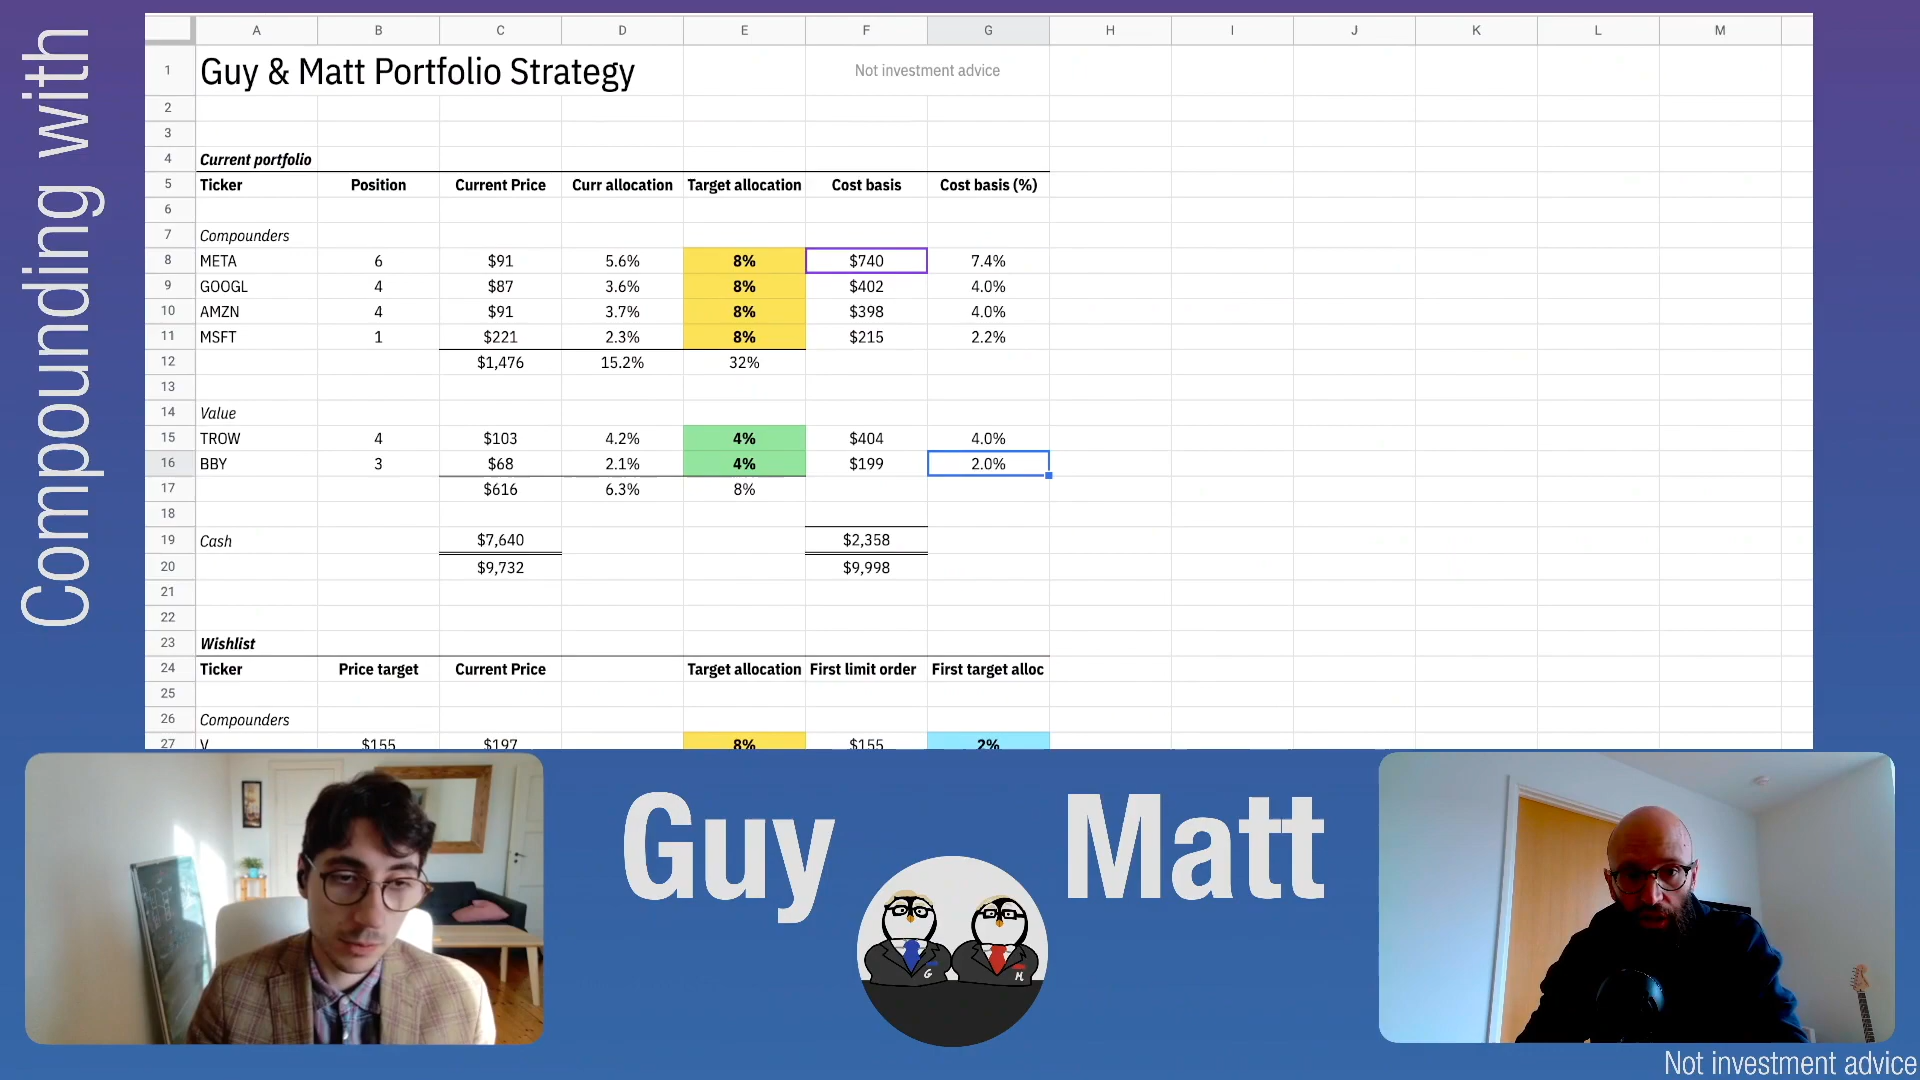 Compounding with
A B C D E F G H I J K L M
1 Guy & Matt Portfolio Strategy Not investment advice
2
3
4 Current portfolio
5 Ticker Position Current Price Curr allocation Target allocation Cost basis Cost basis (%)
6
7 Compounders
8 META 6 $91 5.6% 8% $740 7.4%
9 GOOGL 4 $87 3.6% 8% $402 4.0%
10 AMZN 4 $91 3.7% 8% $398 4.0%
11 MSFT 1 $221 2.3% 8% $215 2.2%
12 $1,476 15.2% 32%
13
14 Value
15 TROW 4 $103 4.2% 4% $404 4.0%
16 BBY 3 $68 2.1% 4% $199 2.0%
17 $616 6.3% 8%
18
19 Cash $7,640 $2,358
20 $9,732 $9,998
21
22
23 Wishlist
24 Ticker Price target Current Price Target allocation First limit order First target alloc
25
26 Compounders
27 V $155 $197 8% $155 2%
Guy Matt
G M
Not investment advice